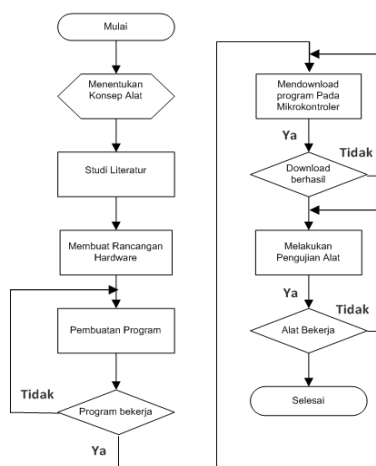 Mulai
Menentukan
Konsep Alat
Studi Literatur
Membuat Rancangan
Hardware
Pembuatan Program
Tidak
Program bekerja
Ya
Mendownload
program Pada
Mikrokontroler
Ya
Tidak
Download
berhasil
Melakukan
Pengujian Alat
Ya
Tidak
Alat Bekerja
Selesai